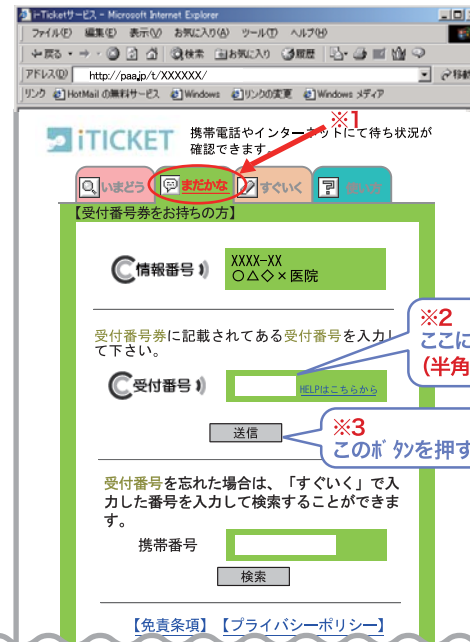 i-Ticketサービス - Microsoft Internet Explorer
ファイル(F) 編集(E) 表示(V) お気に入り(A) ツール(T) ヘルプ(H)
戻る 検索 お気に入り 履歴
アドレス(D) http://paa.jp/t/XXXXXX/ 移動
リンク HotMail の無料サービス Windows リンクの変更 Windows メディア
※1
iTICKET 携帯電話やインターネットにて待ち状況が
確認できます。
いまどう まだかな すぐいく 使い方
【受付番号券をお持ちの方】
情報番号 XXXX-XX
○△◇×医院
※2
受付番号券に記載されてある受付番号を入力し
て下さい。
ここに
(半角
受付番号 HELPはこちらから
※3
送信
このボタンを押す
受付番号を忘れた場合は、「すぐいく」で入
力した番号を入力して検索することができま
す。
携帯番号
検索
【免責条項】【プライバシーポリシー】